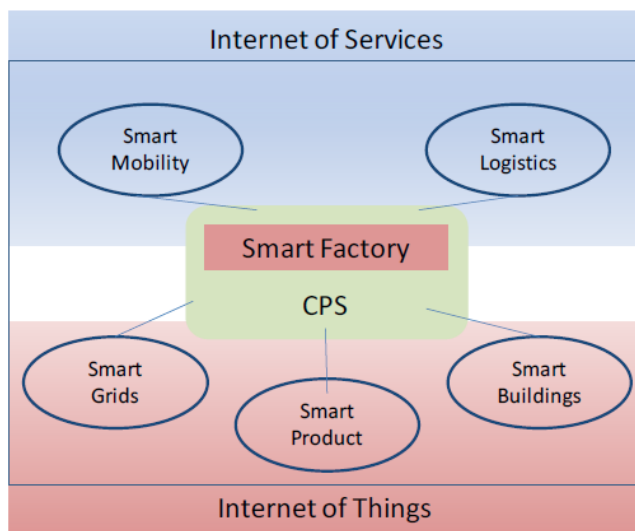 Internet of Services
Smart
Mobility
Smart
Logistics
Smart Factory
CPS
Smart
Grids
Smart
Product
Smart
Buildings
Internet of Things